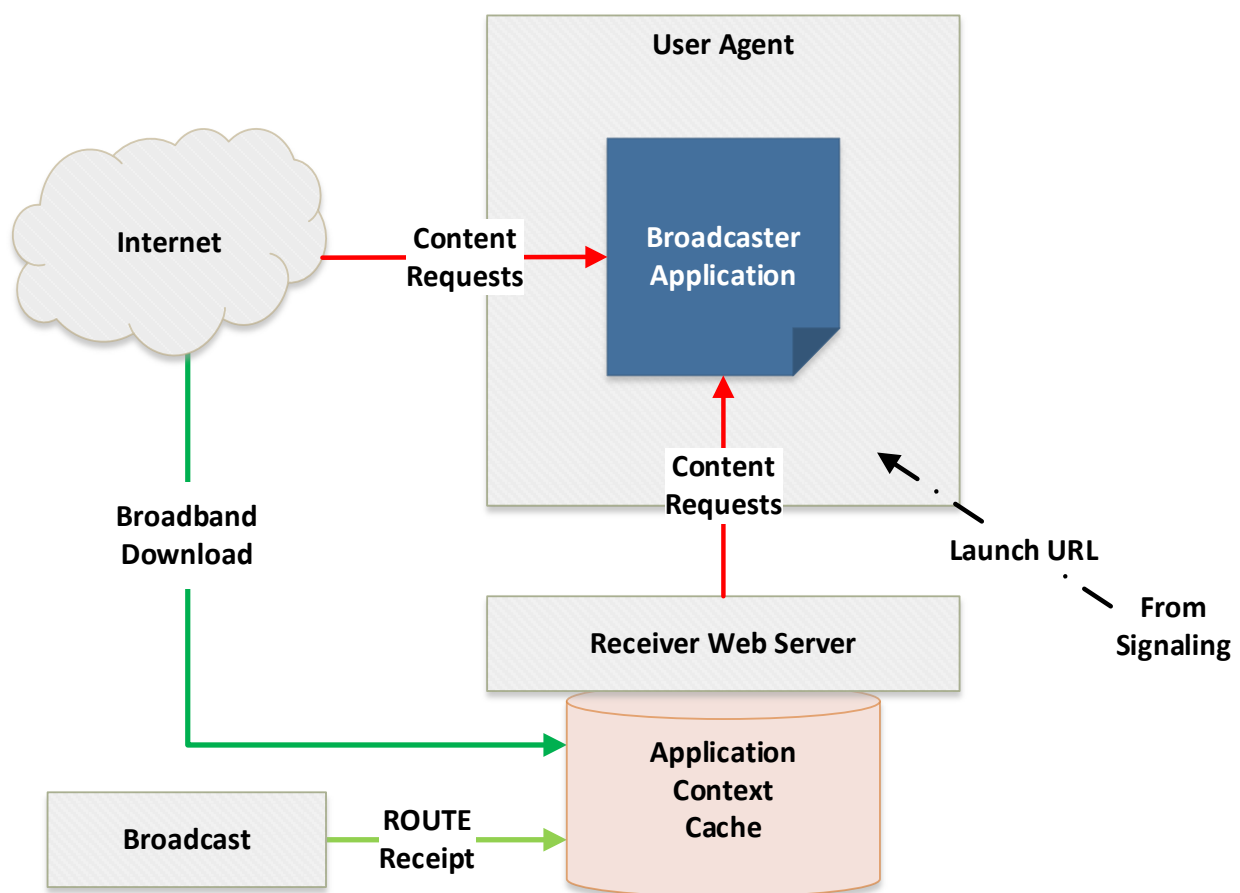 User Agent
Internet
Content
Requests
Broadcaster
Application
Content
Requests
Broadband
Download
Launch URL
From
Signaling
Receiver Web Server
Application
Context
Cache
Broadcast
ROUTE
Receipt